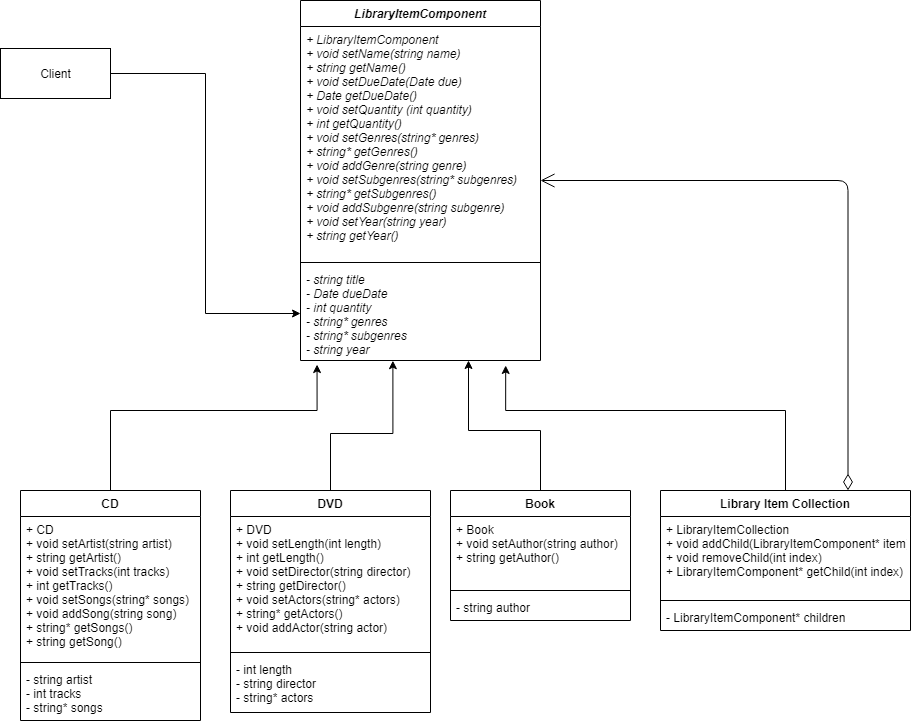 LibraryItemComponent
+ LibraryItemComponent
+ void setName(string name)
+ string getName()
+ void setDueDate(Date due)
+ Date getDueDate()
+ void setQuantity (int quantity)
+ int getQuantity()
+ void setGenres(string* genres)
+ string* getGenres()
+ void addGenre(string genre)
+ void setSubgenres(string* subgenres)
+ string* getSubgenres()
+ void addSubgenre(string subgenre)
+ void setYear(string year)
+ string getYear()
- string title
- Date dueDate
- int quantity
- string* genres
- string* subgenres
- string year
Client
CD
+ CD
+ void setArtist(string artist)
+ string getArtist()
+ void setTracks(int tracks)
+ int getTracks()
+ void setSongs(string* songs)
+ void addSong(string song)
+ string* getSongs()
+ string getSong()
- string artist
- int tracks
- string* songs
DVD
+ DVD
+ void setLength(int length)
+ int getLength()
+ void setDirector(string director)
+ string getDirector()
+ void setActors(string* actors)
+ string* getActors()
+ void addActor(string actor)
- int length
- string director
- string* actors
Book
+ Book
+ void setAuthor(string author)
+ string getAuthor()
- string author
Library Item Collection
+ LibraryItemCollection
+ void addChild(LibraryItemComponent* item
+ void removeChild(int index)
+ LibraryItemComponent* getChild(int index)
- LibraryItemComponent* children